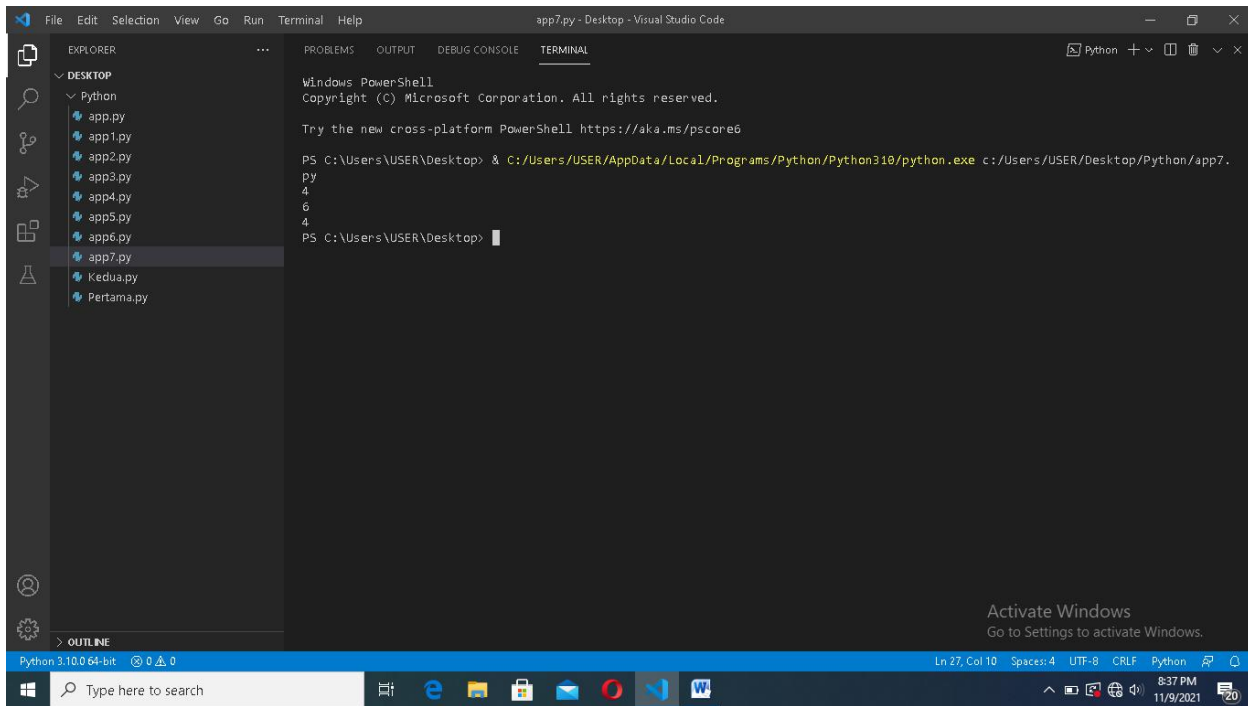 File Edit Selection View Go Run Terminal Help
app7.py - Desktop - Visual Studio Code
EXPLORER
DESKTOP
Python
app.py
app1.py
app2.py
app3.py
app4.py
app5.py
app6.py
app7.py
Kedua.py
Pertama.py
OUTLINE
PROBLEMS OUTPUT DEBUG CONSOLE TERMINAL
Python
Windows PowerShell
Copyright (C) Microsoft Corporation. All rights reserved.
Try the new cross-platform PowerShell https://aka.ms/pscore6
PS C:\Users\USER\Desktop> & C:/Users/USER/AppData/Local/Programs/Python/Python310/python.exe c:/Users/USER/Desktop/Python/app7.
py
4
6
4
PS C:\Users\USER\Desktop>
Activate Windows
Go to Settings to activate Windows.
Python 3.10.0 64-bit 0 0
Ln 27, Col 10 Spaces: 4 UTF-8 CRLF Python
Type here to search
8:37 PM
11/9/2021
20